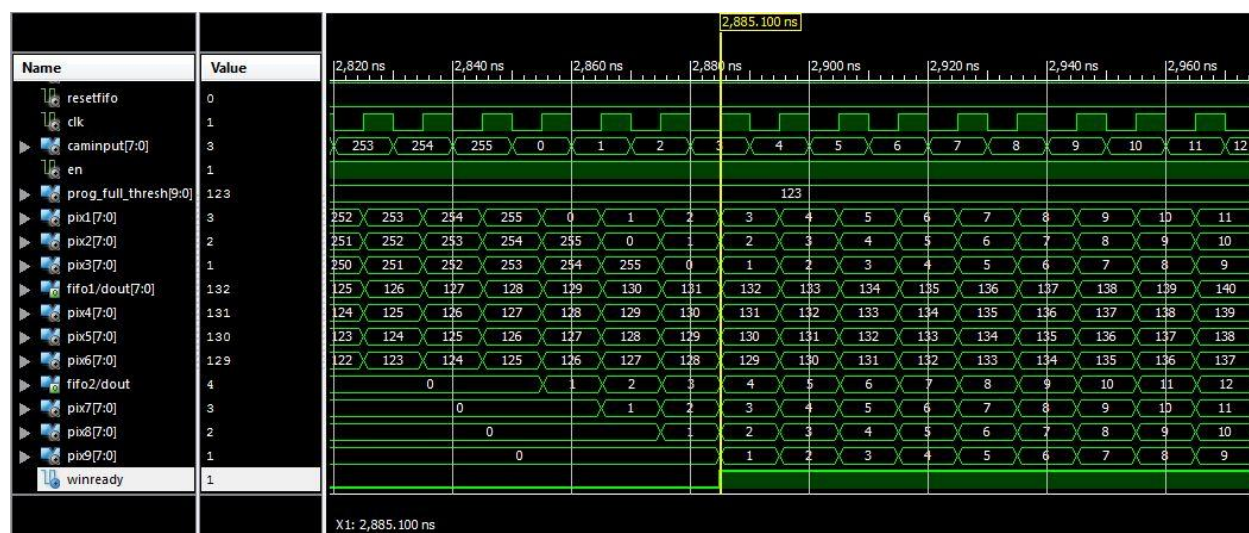 2,885.100 ns
Name Value 2,820 ns 2,840 ns 2,860 ns 2,880 ns 2,900 ns 2,920 ns 2,940 ns 2,960 ns
resetfifo 0
clk 1
caminput[7:0] 3 253 254 255 0 1 2 3 4 5 6 7 8 9 10 11 12
en 1
prog_full_thresh[9:0] 123 123
pix1[7:0] 3 252 253 254 255 0 1 2 3 4 5 6 7 8 9 10 11
pix2[7:0] 2 251 252 253 254 255 0 1 2 3 4 5 6 7 8 9 10
pix3[7:0] 1 250 251 252 253 254 255 0 1 2 3 4 5 6 7 8 9
fifo1/dout[7:0] 132 125 126 127 128 129 130 131 132 133 134 135 136 137 138 139 140
pix4[7:0] 131 124 125 126 127 128 129 130 131 132 133 134 135 136 137 138 139
pix5[7:0] 130 123 124 125 126 127 128 129 130 131 132 133 134 135 136 137 138
pix6[7:0] 129 122 123 124 125 126 127 128 129 130 131 132 133 134 135 136 137
fifo2/dout 4 0 1 2 3 4 5 6 7 8 9 10 11 12
pix7[7:0] 3 0 1 2 3 4 5 6 7 8 9 10 11
pix8[7:0] 2 0 1 2 3 4 5 6 7 8 9 10
pix9[7:0] 1 0 1 2 3 4 5 6 7 8 9
winready 1
X1: 2,885.100 ns